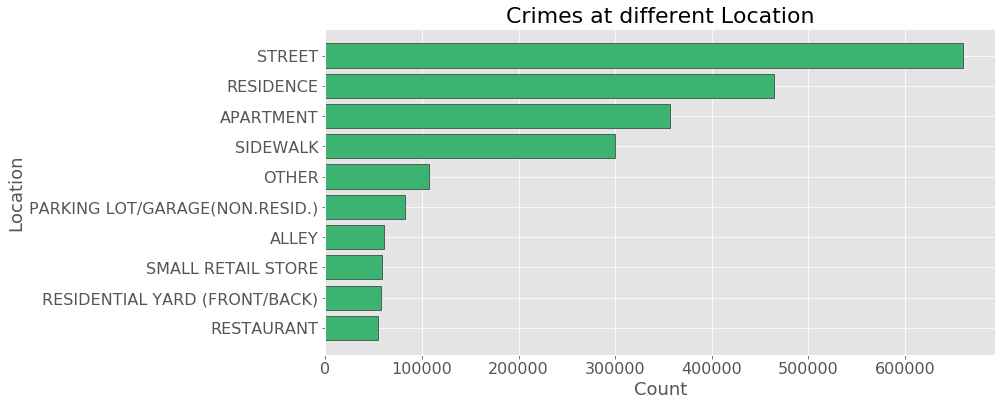 Crimes at different Location
Location
STREET
RESIDENCE
APARTMENT
SIDEWALK
OTHER
PARKING LOT/GARAGE(NON.RESID.)
ALLEY
SMALL RETAIL STORE
RESIDENTIAL YARD (FRONT/BACK)
RESTAURANT
0 100000 200000 300000 400000 500000 600000
Count